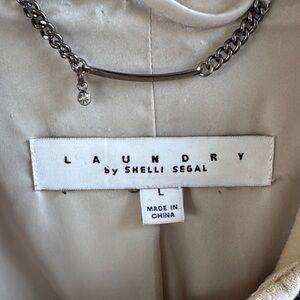 LAUNDRY
by SHELLI SEGAL
L
MADE IN
CHINA